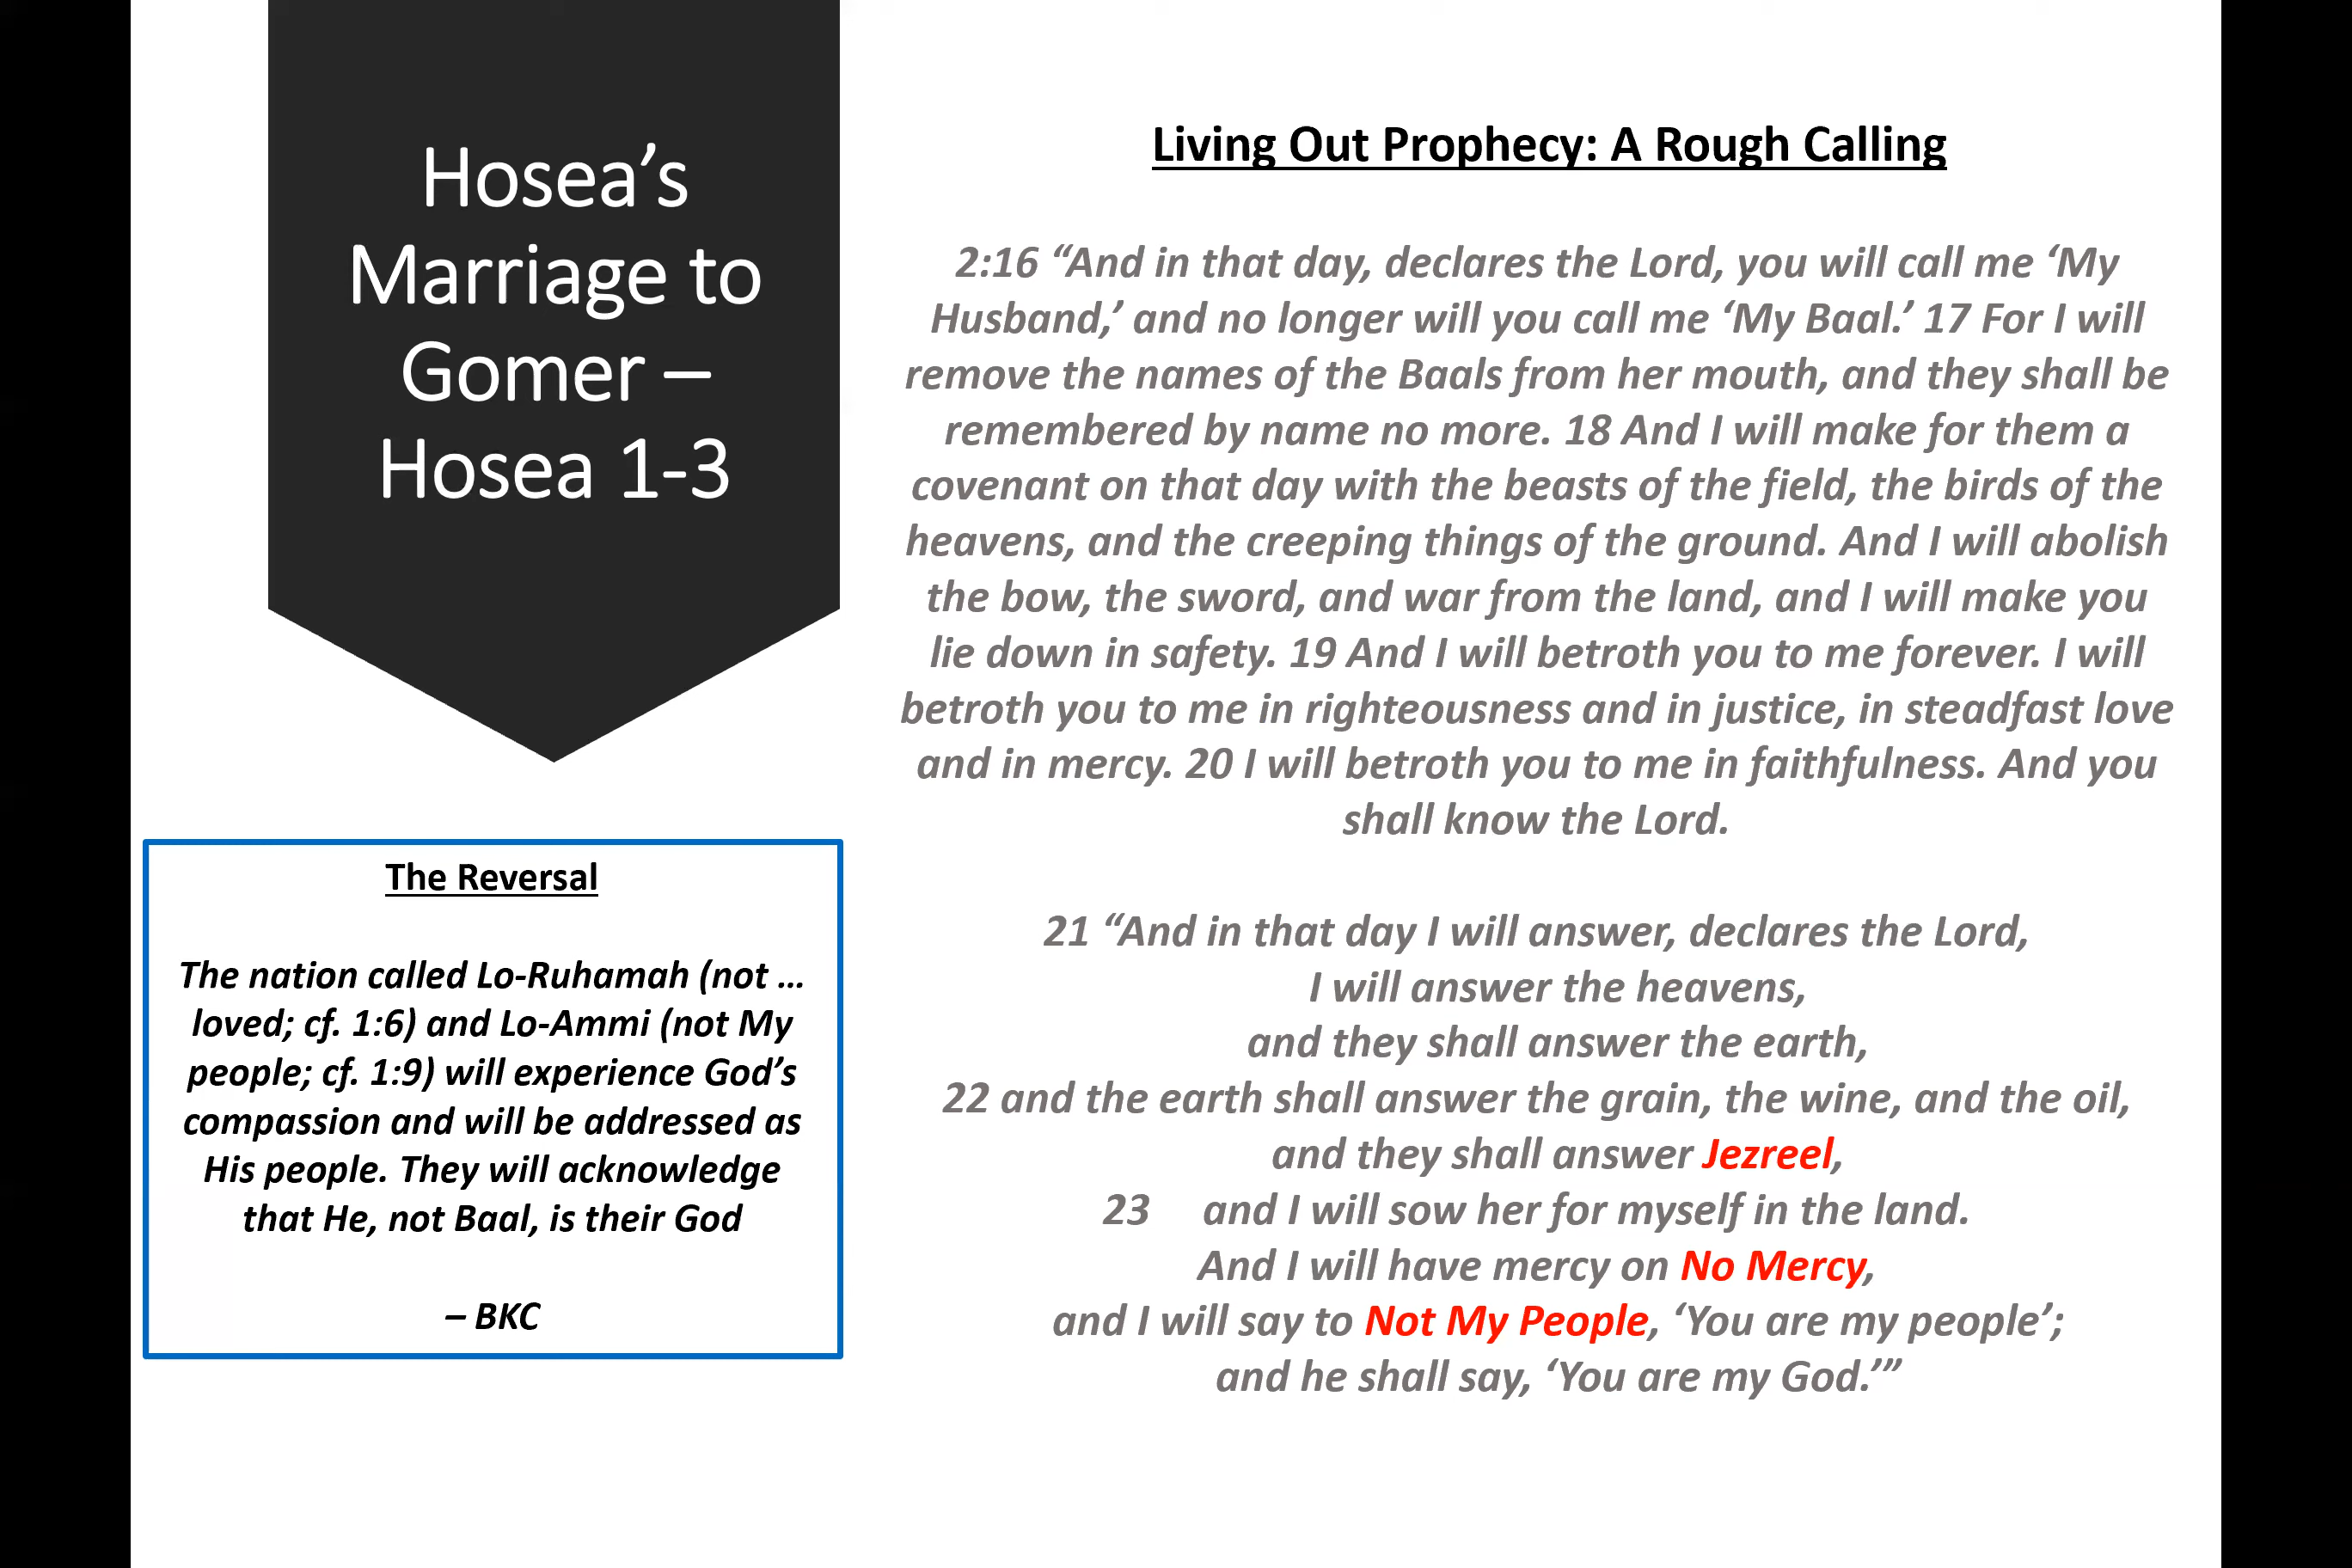 Hosea’s
Marriage to
Gomer –
Hosea 1-3
The Reversal
The nation called Lo-Ruhamah (not …
loved; cf. 1:6) and Lo-Ammi (not My
people; cf. 1:9) will experience God’s
compassion and will be addressed as
His people. They will acknowledge
that He, not Baal, is their God
– BKC
Living Out Prophecy: A Rough Calling
2:16 “And in that day, declares the Lord, you will call me ‘My
Husband,’ and no longer will you call me ‘My Baal.’ 17 For I will
remove the names of the Baals from her mouth, and they shall be
remembered by name no more. 18 And I will make for them a
covenant on that day with the beasts of the field, the birds of the
heavens, and the creeping things of the ground. And I will abolish
the bow, the sword, and war from the land, and I will make you
lie down in safety. 19 And I will betroth you to me forever. I will
betroth you to me in righteousness and in justice, in steadfast love
and in mercy. 20 I will betroth you to me in faithfulness. And you
shall know the Lord.
21 “And in that day I will answer, declares the Lord,
I will answer the heavens,
and they shall answer the earth,
22 and the earth shall answer the grain, the wine, and the oil,
and they shall answer Jezreel,
23 and I will sow her for myself in the land.
And I will have mercy on No Mercy,
and I will say to Not My People, ‘You are my people’;
and he shall say, ‘You are my God.’”